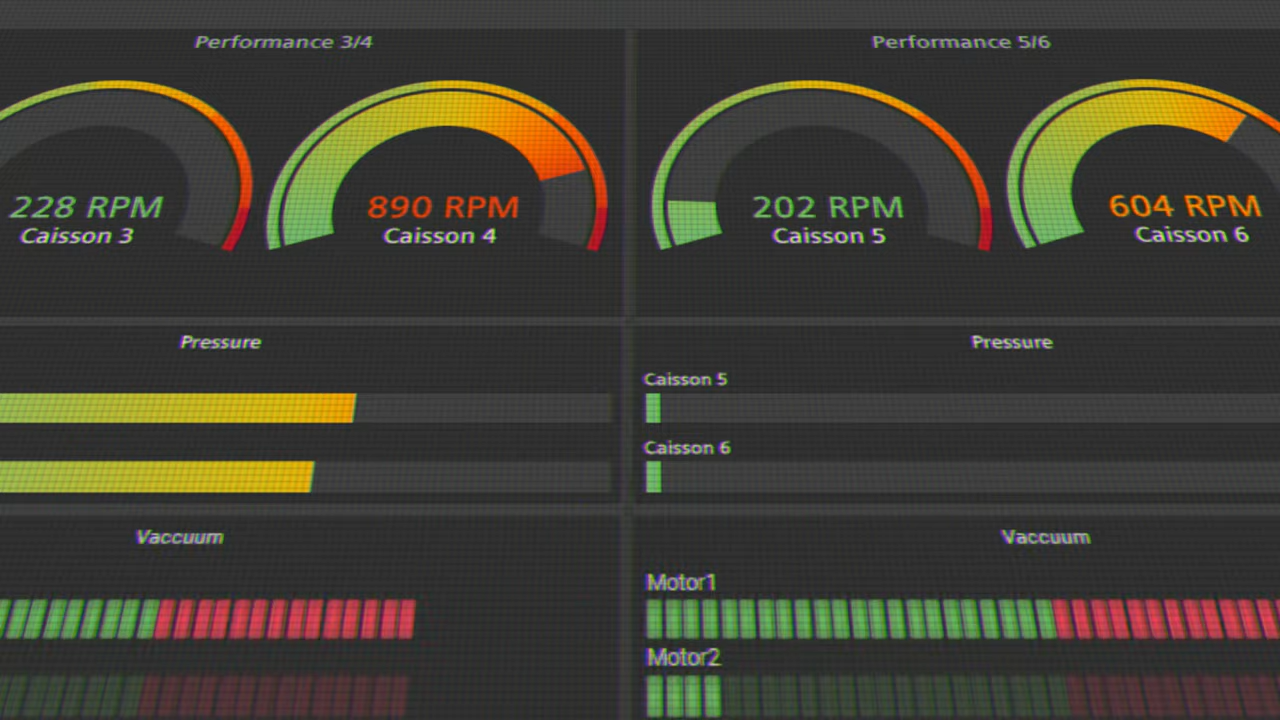 Performance 3/4
Performance 5/6
228 RPM
Caisson 3
890 RPM
Caisson 4
202 RPM
Caisson 5
604 RPM
Caisson 6
Pressure
Pressure
Caisson 5
Caisson 6
Vaccuum
Vaccuum
Motor1
Motor2